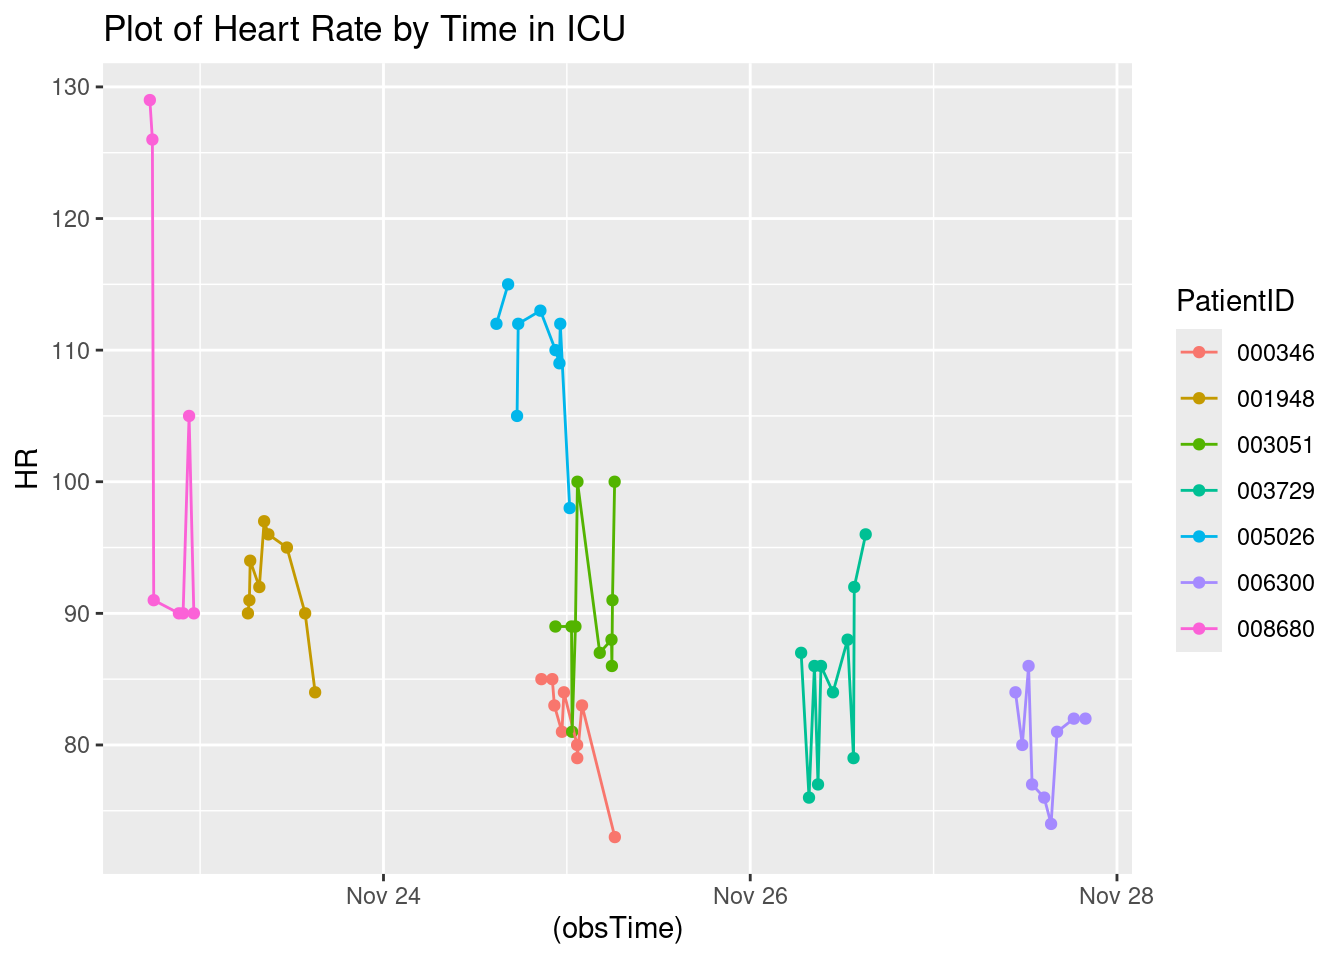 Plot of Heart Rate by Time in ICU
130
120
110
100
90
80
HR
Nov 24
Nov 26
Nov 28
(obsTime)
PatientID
000346
001948
003051
003729
005026
006300
008680